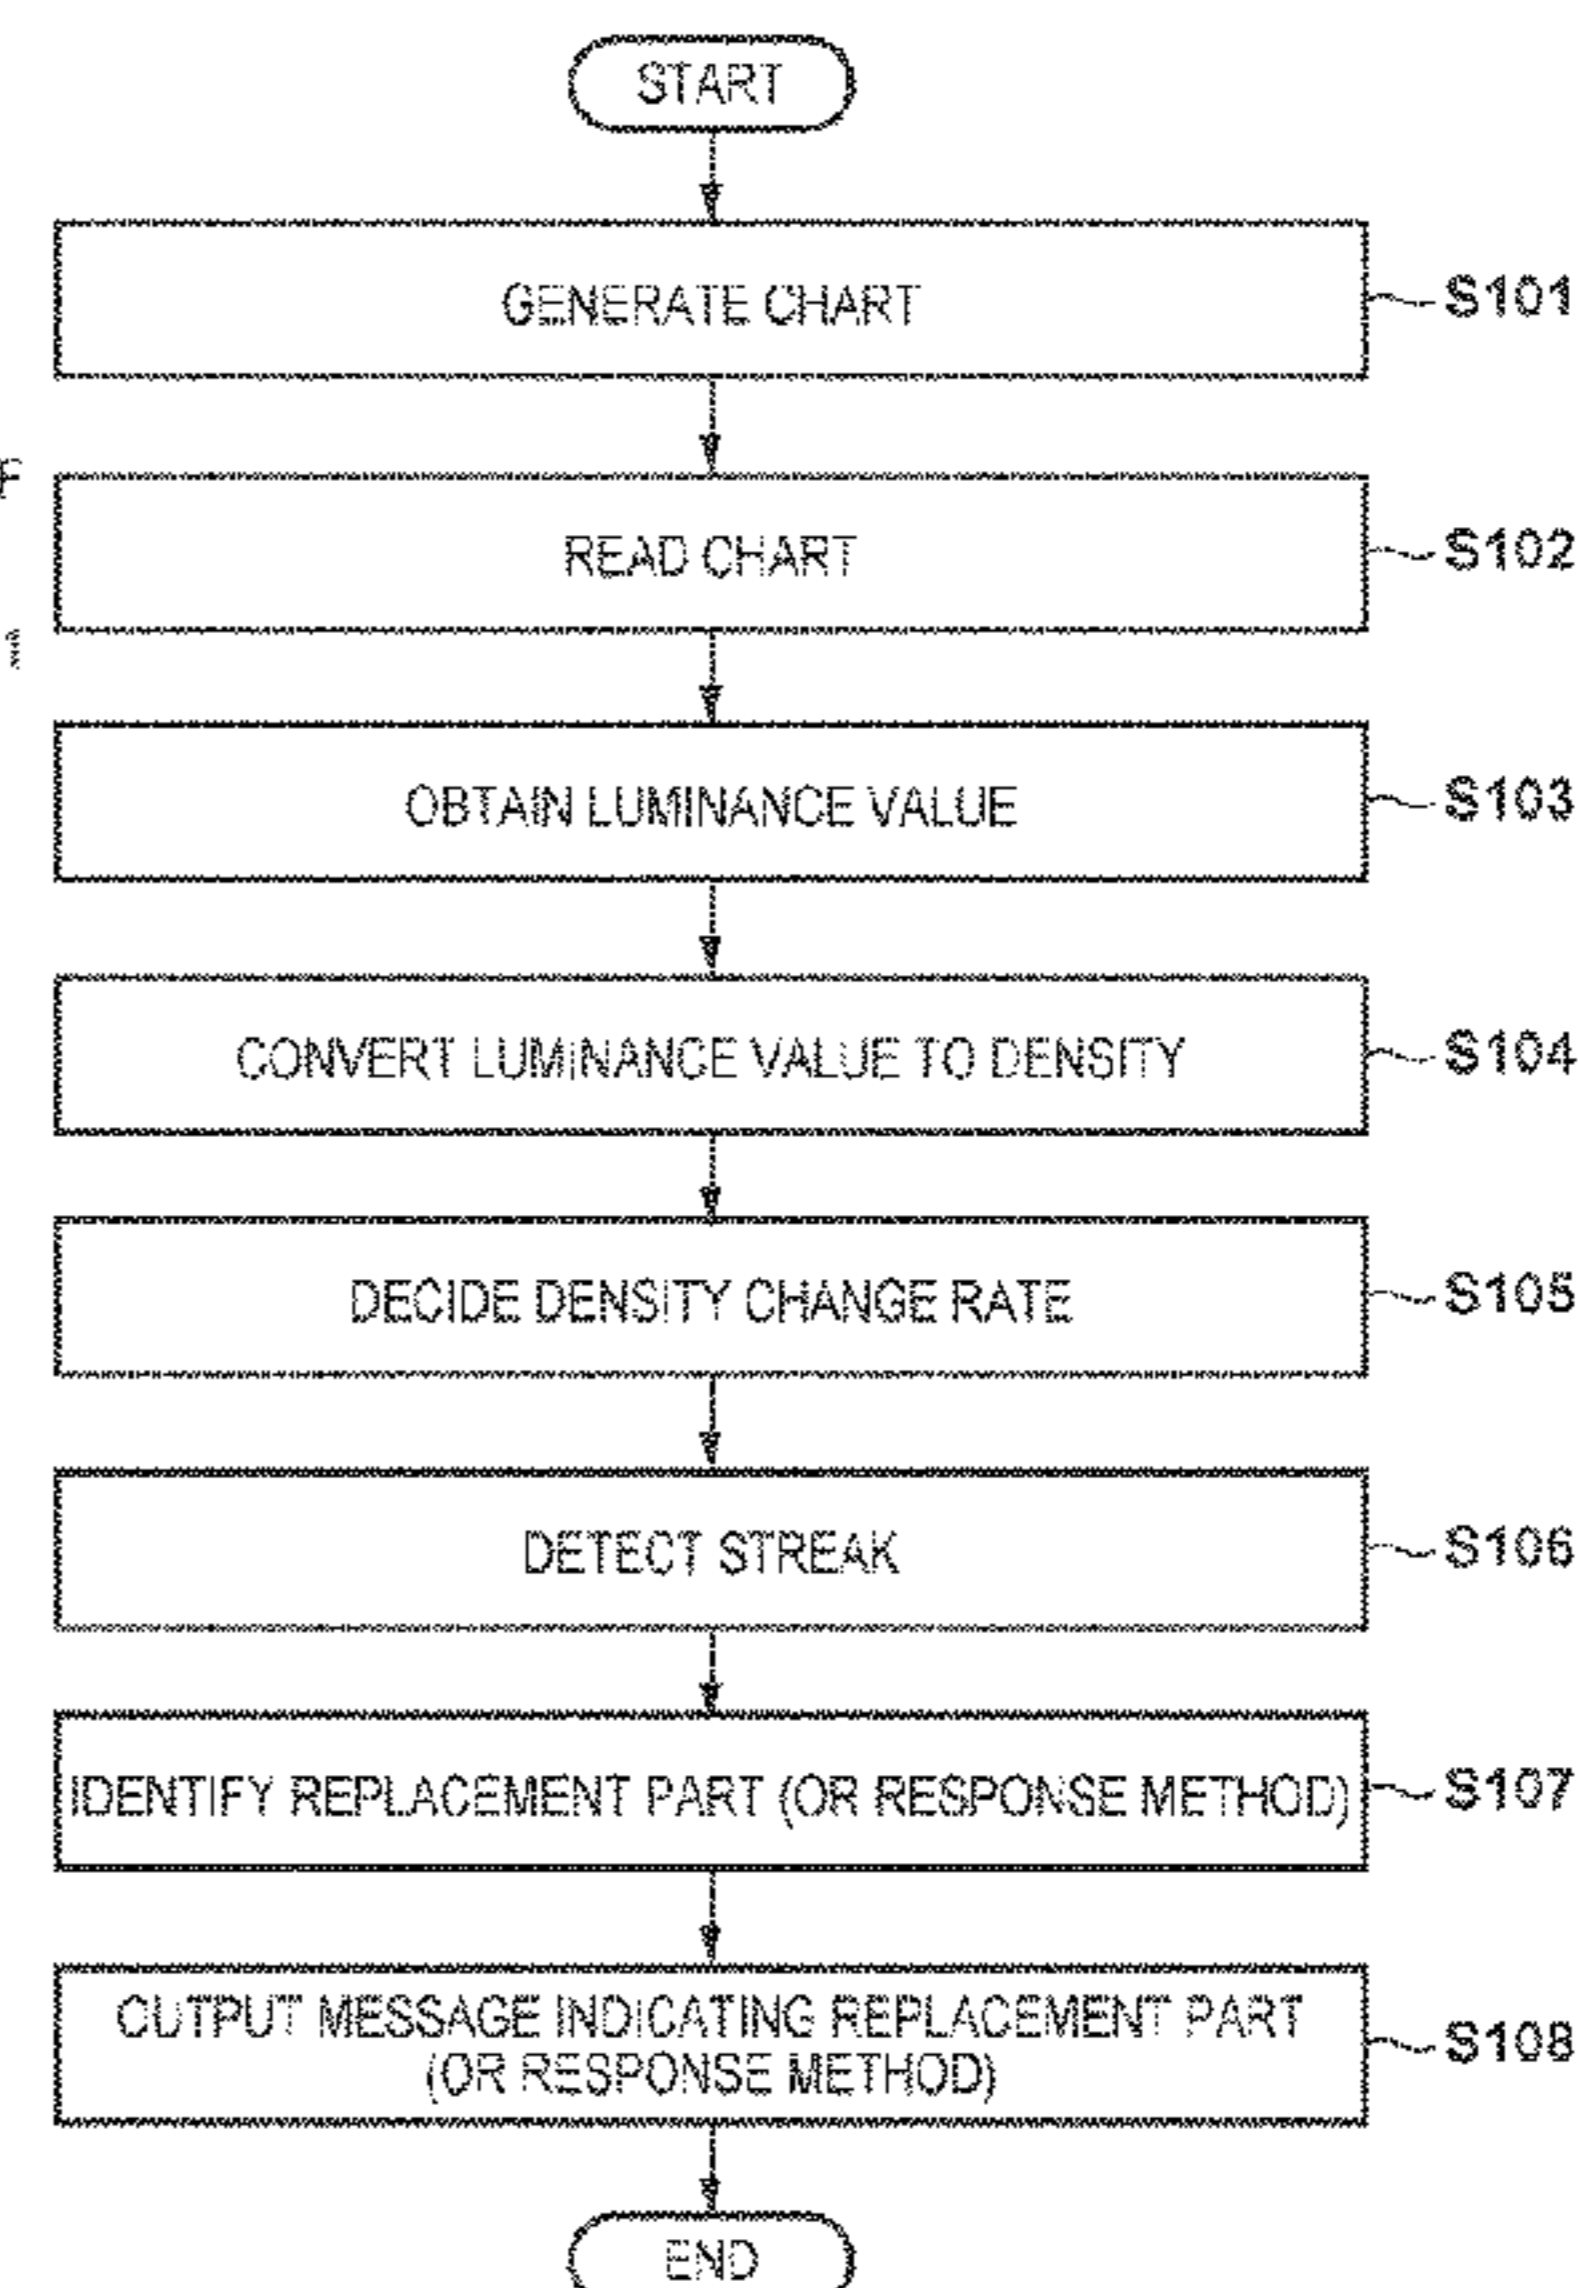 START
GENERATE CHART
S101
READ CHART
S102
OBTAIN LUMINANCE VALUE
S103
CONVERT LUMINANCE VALUE TO DENSITY
S104
DECIDE DENSITY CHANGE RATE
S105
DETECT STREAK
S106
IDENTIFY REPLACEMENT PART (OR RESPONSE METHOD)
S107
OUTPUT MESSAGE INDICATING REPLACEMENT PART
(OR RESPONSE METHOD)
S108
END